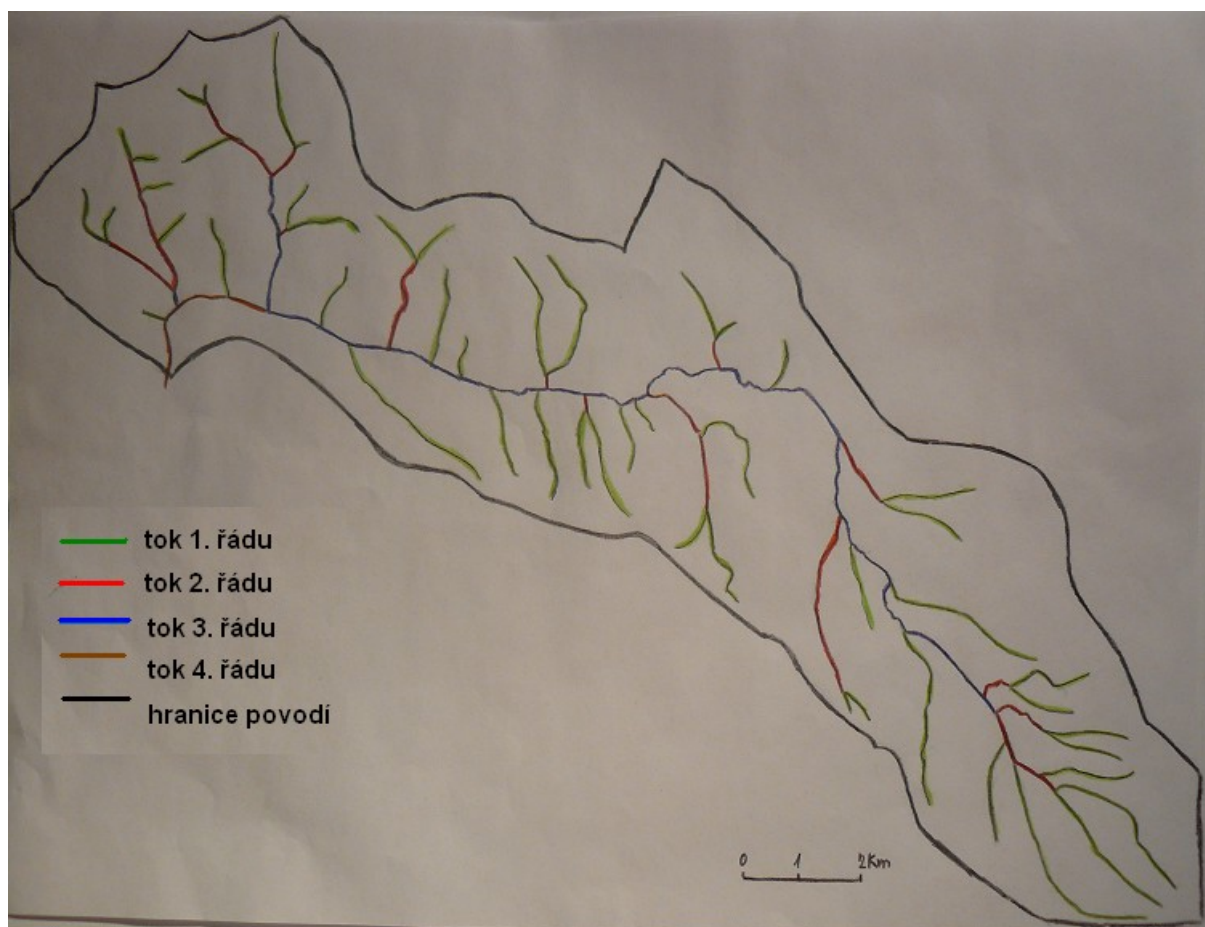 tok 1. řádu
tok 2. řádu
tok 3. řádu
tok 4. řádu
hranice povodí
0 1 2Km